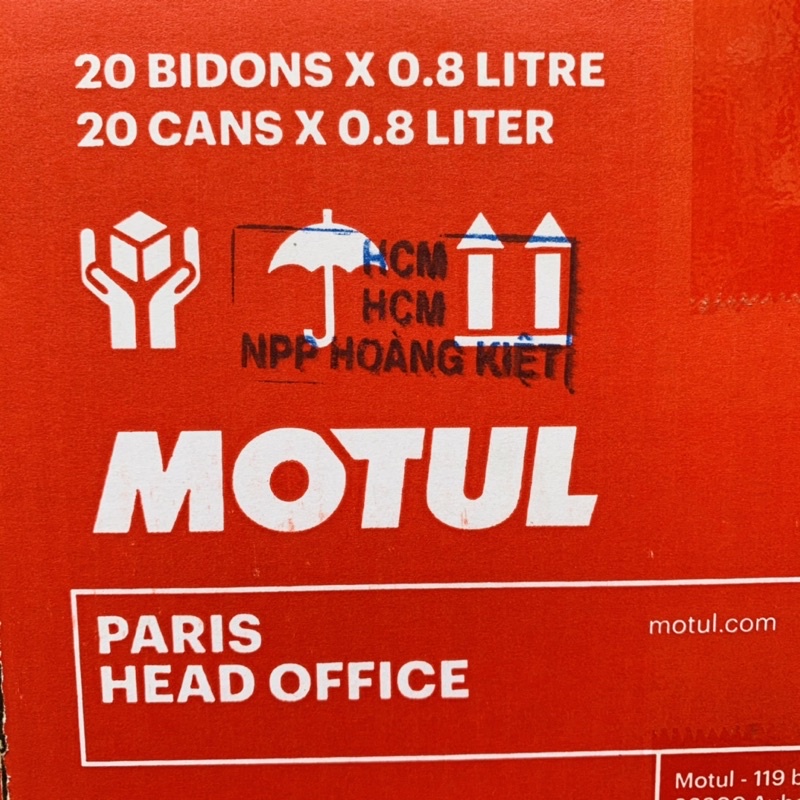 20 BIDONS X 0.8 LITRE
20 CANS X 0.8 LITER
HCM
HCM
NPP HOÀNG KIỆT
MOTUL
PARIS
HEAD OFFICE
motul.com
Motul - 119